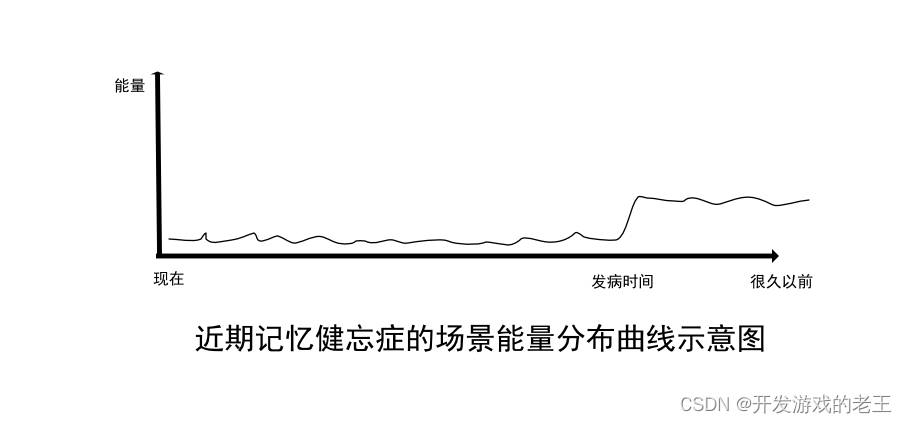 能量
现在
发病时间
很久以前
近期记忆健忘症的场景能量分布曲线示意图
CSDN @开发游戏的老王